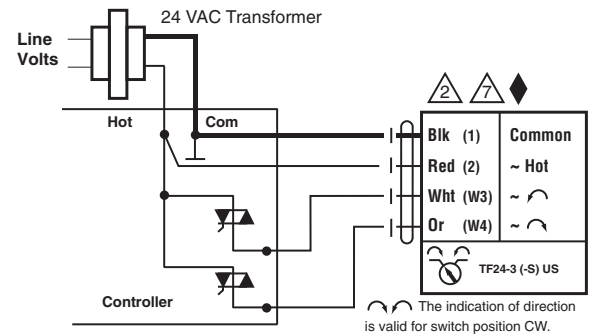 24 VAC Transformer
Line
Volts
Hot
Com
2
7
Blk (1) Common
Red (2) ~ Hot
Wht (W3) ~
Or (W4) ~
TF24-3 (-S) US
Controller
The indication of direction
is valid for switch position CW.